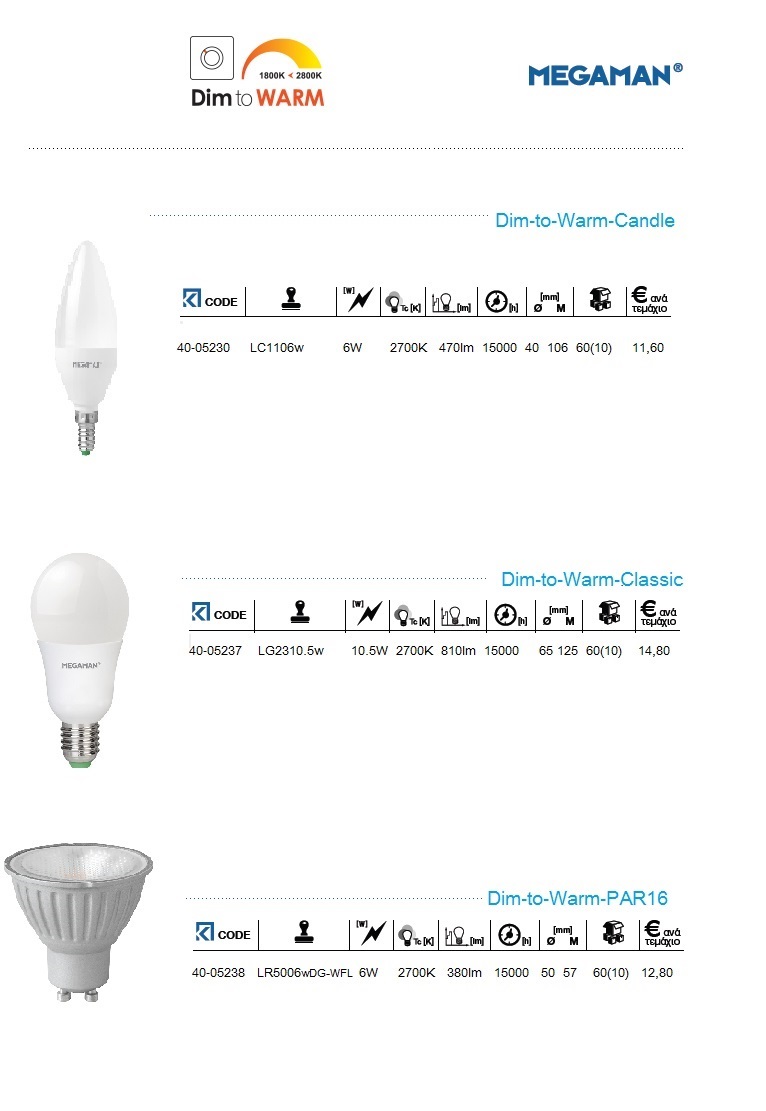 1800K < 2800K
Dim to WARM
MEGAMAN®
Dim-to-Warm-Candle
CODE [W] Tc [K] [lm] [h] [mm] Ø M € ανά τεμάχιο
MEGAMAN
40-05230 LC1106w 6W 2700K 470lm 15000 40 106 60(10) 11,60
Dim-to-Warm-Classic
CODE [W] Tc [K] [lm] [h] [mm] Ø M € ανά τεμάχιο
40-05237 LG2310.5w 10.5W 2700K 810lm 15000 65 125 60(10) 14,80
MEGAMAN
Dim-to-Warm-PAR16
CODE [W] Tc [K] [lm] [h] [mm] Ø M € ανά τεμάχιο
40-05238 LR5006wDG-WFL 6W 2700K 380lm 15000 50 57 60(10) 12,80